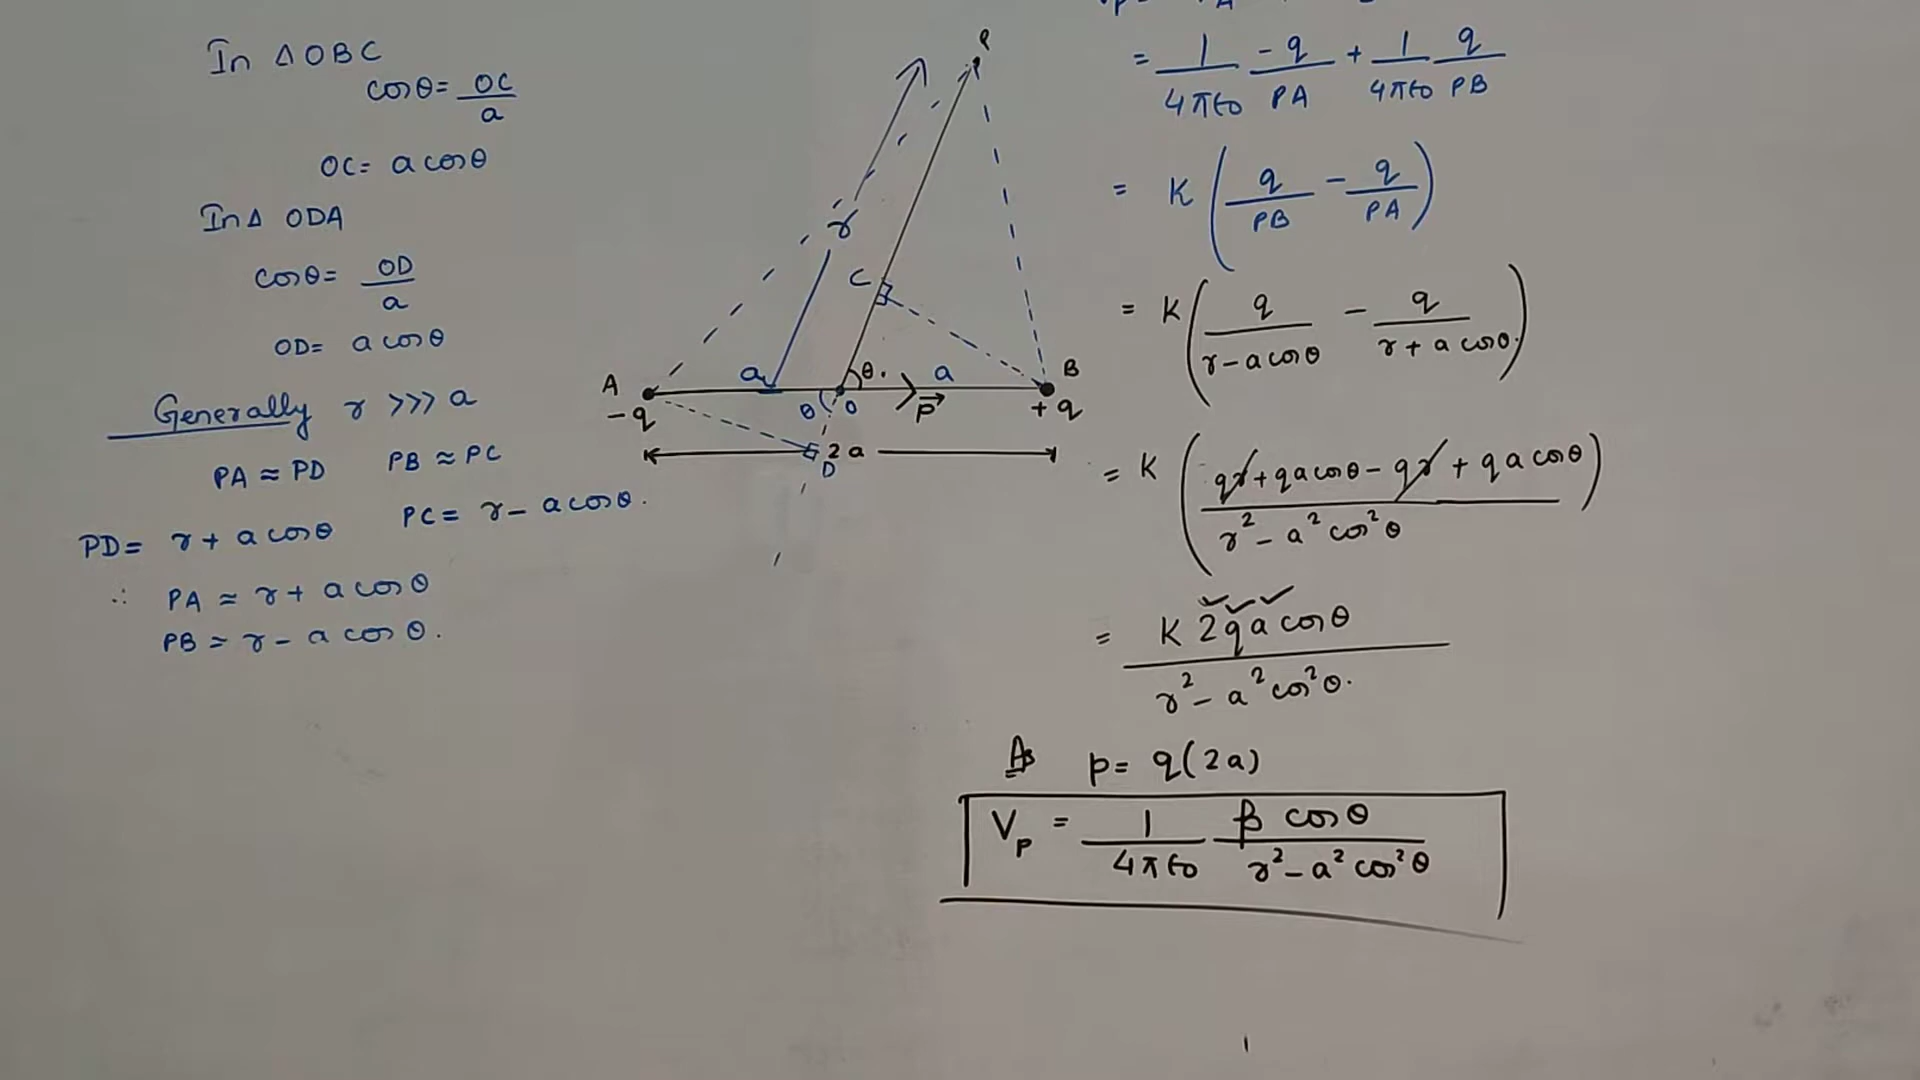 In Δ OBC
cosθ = OC/a
OC = a cosθ
In Δ ODA
cosθ = OD/a
OD = a cosθ
Generally r >>> a
PA ≈ PD PB ≈ PC
PD = r + a cosθ PC = r - a cosθ.
∴ PA ≈ r + a cosθ
PB ≈ r - a cosθ.
P
r
C
A
a
θ.
a
B
-q
θ
O
p⃗
+q
2a
D
= 1/4πε0 -q/PA + 1/4πε0 q/PB
= K (q/PB - q/PA)
= K (q/r - a cosθ - q/r + a cosθ.)
= K (qr + qa cosθ - qr + qa cosθ / r² - a² cos²θ)
= K 2qa cosθ / r² - a² cos²θ.
As p = q(2a)
Vp = 1/4πε0 p cosθ / r² - a² cos²θ